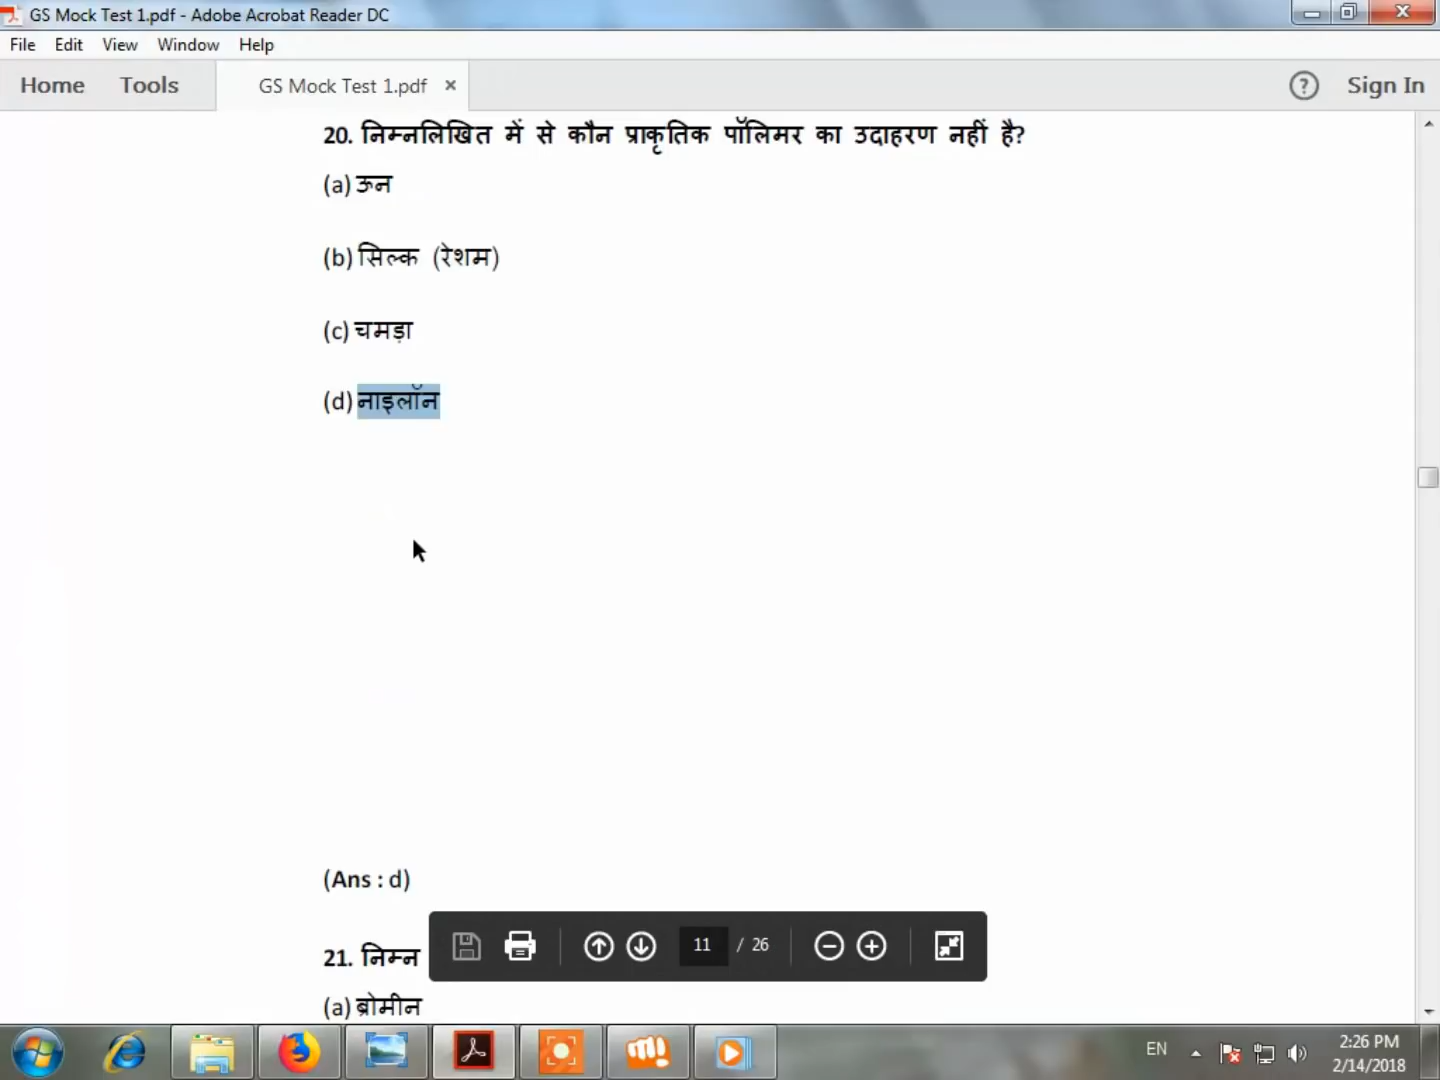 GS Mock Test 1.pdf - Adobe Acrobat Reader DC
File Edit View Window Help
Home Tools GS Mock Test 1.pdf × ? Sign In
20. निम्नलिखित में से कौन प्राकृतिक पॉलिमर का उदाहरण नहीं है?
(a) ऊन
(b) सिल्क (रेशम)
(c) चमड़ा
(d) नाइलॉन
(Ans : d)
11 / 26
21. निम्न
(a) ब्रोमीन
EN 2:26 PM
2/14/2018